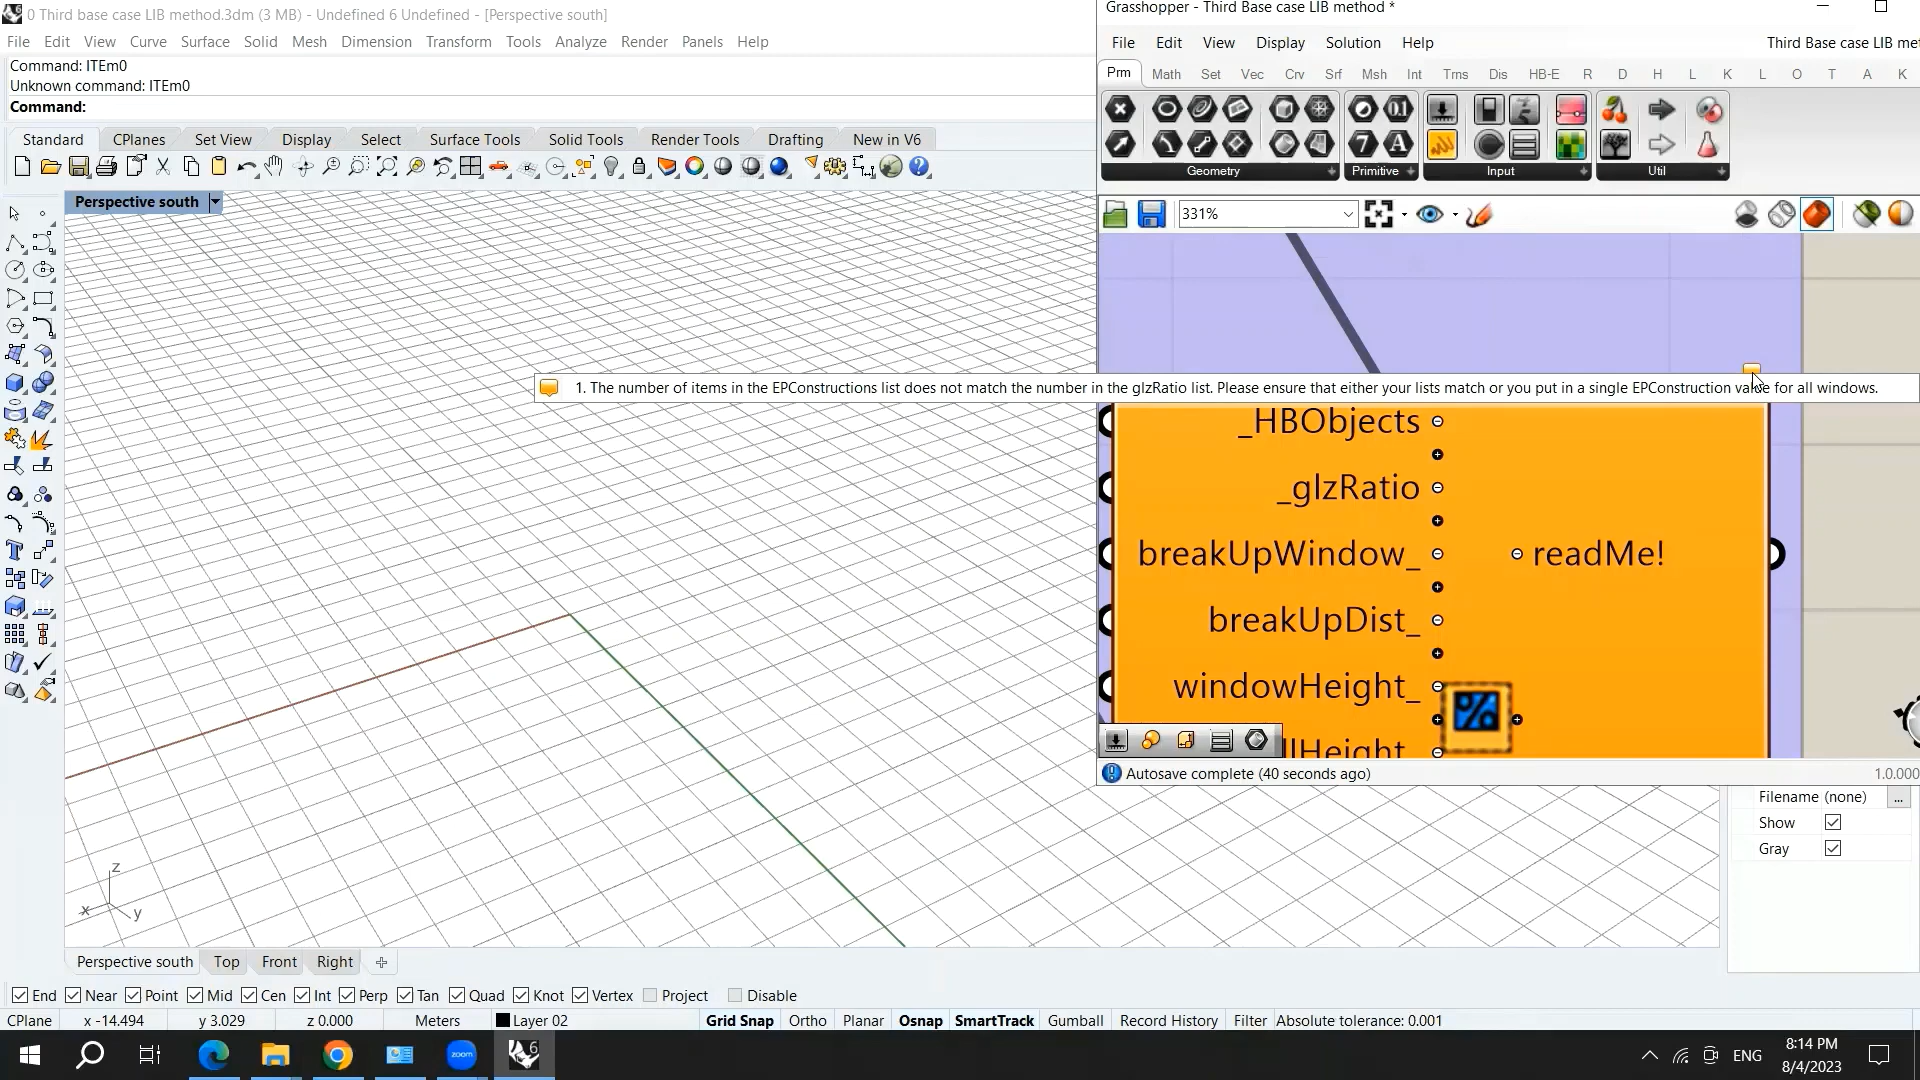 0 Third base case LIB method.3dm (3 MB) - Undefined 6 Undefined - [Perspective south]
File Edit View Curve Surface Solid Mesh Dimension Transform Tools Analyze Render Panels Help
Command: ITEm0
Unknown command: ITEm0
Command:
Standard CPlanes Set View Display Select Surface Tools Solid Tools Render Tools Drafting New in V6
Perspective south
Grasshopper - Third Base case LIB method *
File Edit View Display Solution Help Third Base case LIB met
Prm Math Set Vec Crv Srf Msh Int Trns Dis HB-E R D H L K L O T A K
Geometry Primitive Input Util
331%
1. The number of items in the EPConstructions list does not match the number in the glzRatio list. Please ensure that either your lists match or you put in a single EPConstruction value for all windows.
_HBObjects
_glzRatio
breakUpWindow_
readMe!
breakUpDist_
windowHeight_
llHeight_
Autosave complete (40 seconds ago) 1.0.000
Filename (none) ...
Show
Gray
z
x
y
Perspective south Top Front Right
End Near Point Mid Cen Int Perp Tan Quad Knot Vertex Project Disable
CPlane x -14.494 y 3.029 z 0.000 Meters Layer 02 Grid Snap Ortho Planar Osnap SmartTrack Gumball Record History Filter Absolute tolerance: 0.001
zoom
6
ENG
8:14 PM
8/4/2023